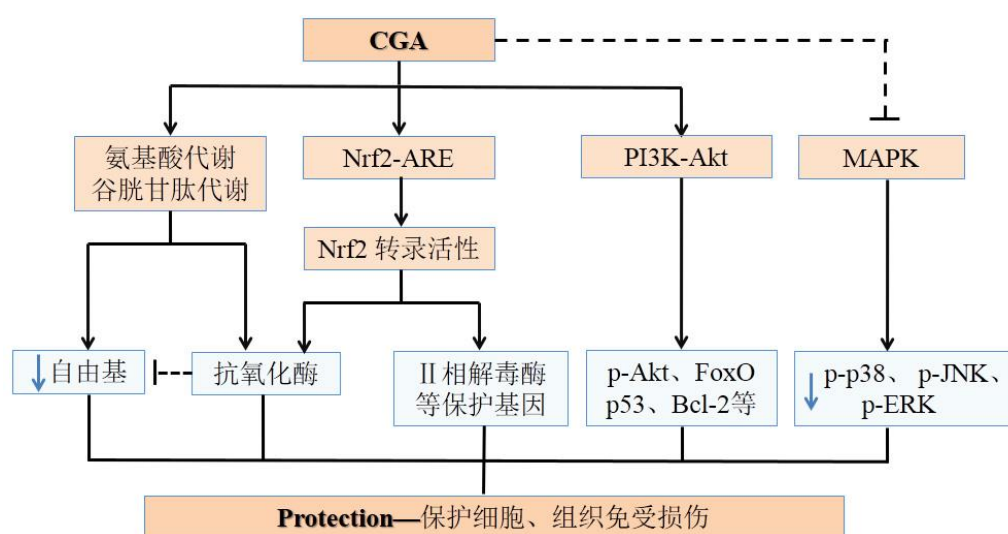 CGA
氨基酸代谢
谷胱甘肽代谢
Nrf2-ARE
PI3K-Akt
MAPK
Nrf2 转录活性
自由基
抗氧化酶
Ⅱ相解毒酶
等保护基因
p-Akt、FoxO
p53、Bcl-2等
p-p38、 p-JNK、
p-ERK
Protection—保护细胞、组织免受损伤